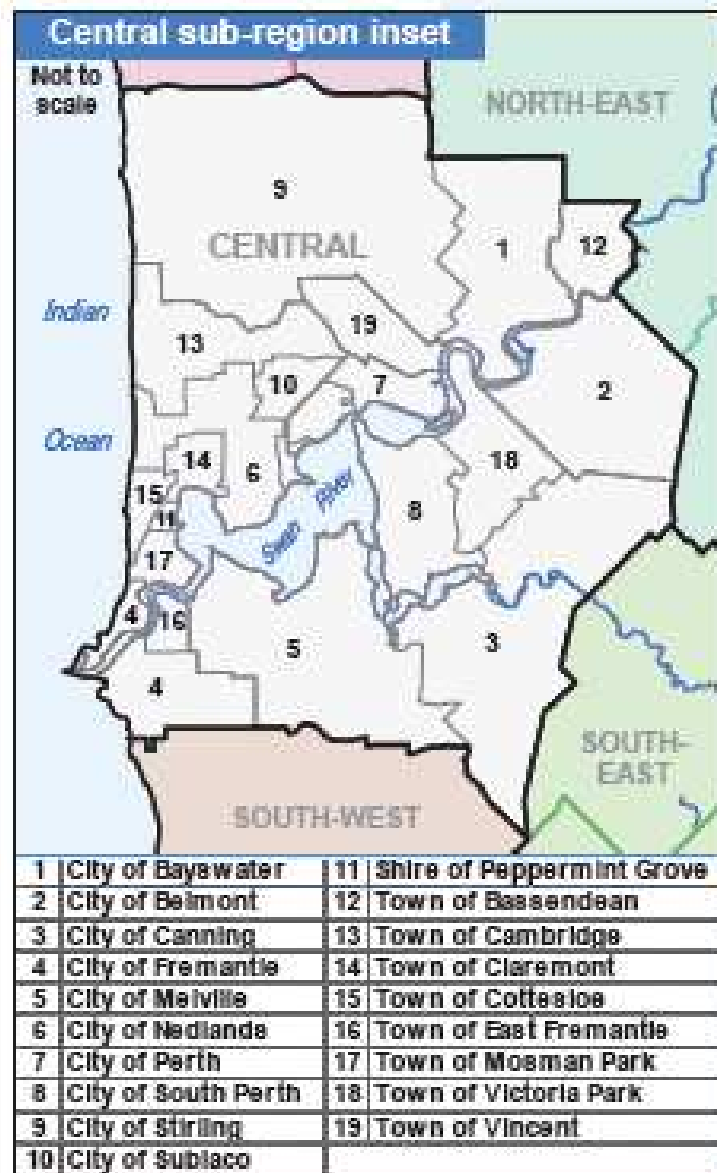 Central sub-region inset
Not to
scale
NORTH-EAST
9
CENTRAL
1
12
Indian
19
13
10
7
2
Ocean
14
6
18
15
8
11
Swan River
17
4
16
5
3
4
SOUTH-
EAST
SOUTH-WEST
1 City of Bayswater 11 Shire of Peppermint Grove
2 City of Belmont 12 Town of Bassendean
3 City of Canning 13 Town of Cambridge
4 City of Fremantle 14 Town of Claremont
5 City of Melville 15 Town of Cottesloe
6 City of Nedlands 16 Town of East Fremantle
7 City of Perth 17 Town of Mosman Park
8 City of South Perth 18 Town of Victoria Park
9 City of Stirling 19 Town of Vincent
10 City of Subiaco